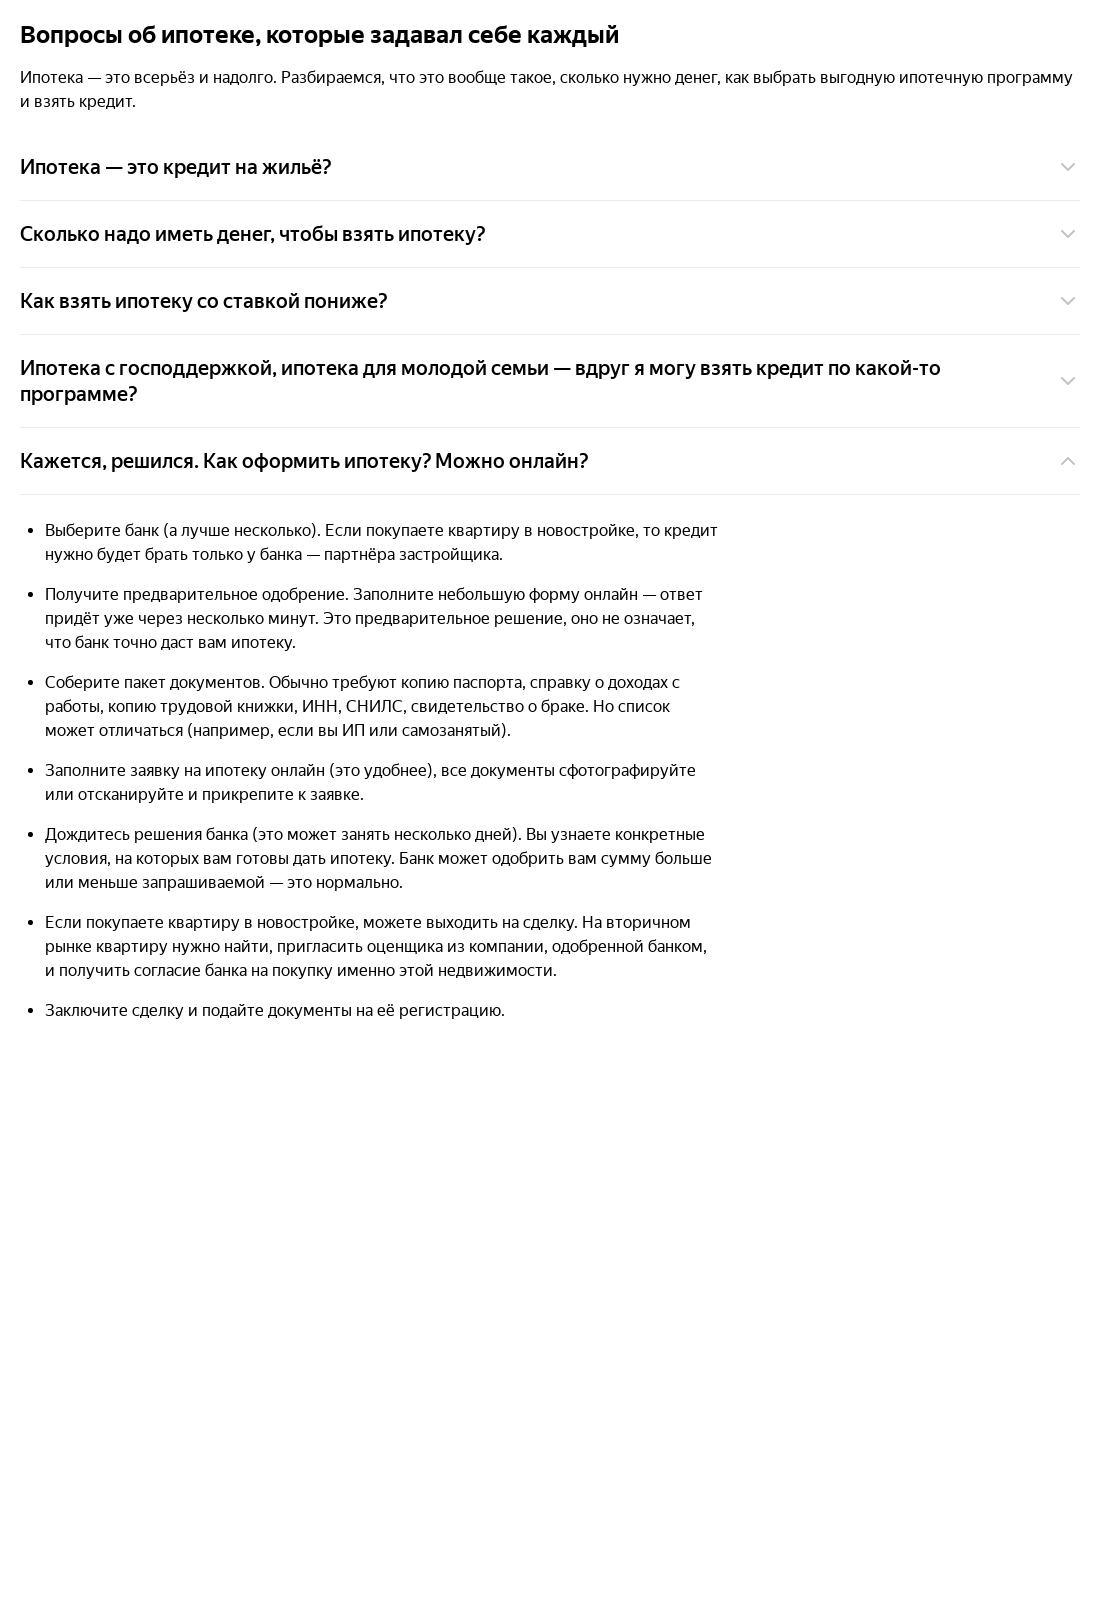 Вопросы об ипотеке, которые задавал себе каждый
Ипотека — это всерьёз и надолго. Разбираемся, что это вообще такое, сколько нужно денег, как выбрать выгодную ипотечную программу
и взять кредит.
Ипотека — это кредит на жильё?
Сколько надо иметь денег, чтобы взять ипотеку?
Как взять ипотеку со ставкой пониже?
Ипотека с господдержкой, ипотека для молодой семьи — вдруг я могу взять кредит по какой-то
программе?
Кажется, решился. Как оформить ипотеку? Можно онлайн?
• Выберите банк (а лучше несколько). Если покупаете квартиру в новостройке, то кредит
нужно будет брать только у банка — партнёра застройщика.
• Получите предварительное одобрение. Заполните небольшую форму онлайн — ответ
придёт уже через несколько минут. Это предварительное решение, оно не означает,
что банк точно даст вам ипотеку.
• Соберите пакет документов. Обычно требуют копию паспорта, справку о доходах с
работы, копию трудовой книжки, ИНН, СНИЛС, свидетельство о браке. Но список
может отличаться (например, если вы ИП или самозанятый).
• Заполните заявку на ипотеку онлайн (это удобнее), все документы сфотографируйте
или отсканируйте и прикрепите к заявке.
• Дождитесь решения банка (это может занять несколько дней). Вы узнаете конкретные
условия, на которых вам готовы дать ипотеку. Банк может одобрить вам сумму больше
или меньше запрашиваемой — это нормально.
• Если покупаете квартиру в новостройке, можете выходить на сделку. На вторичном
рынке квартиру нужно найти, пригласить оценщика из компании, одобренной банком,
и получить согласие банка на покупку именно этой недвижимости.
• Заключите сделку и подайте документы на её регистрацию.